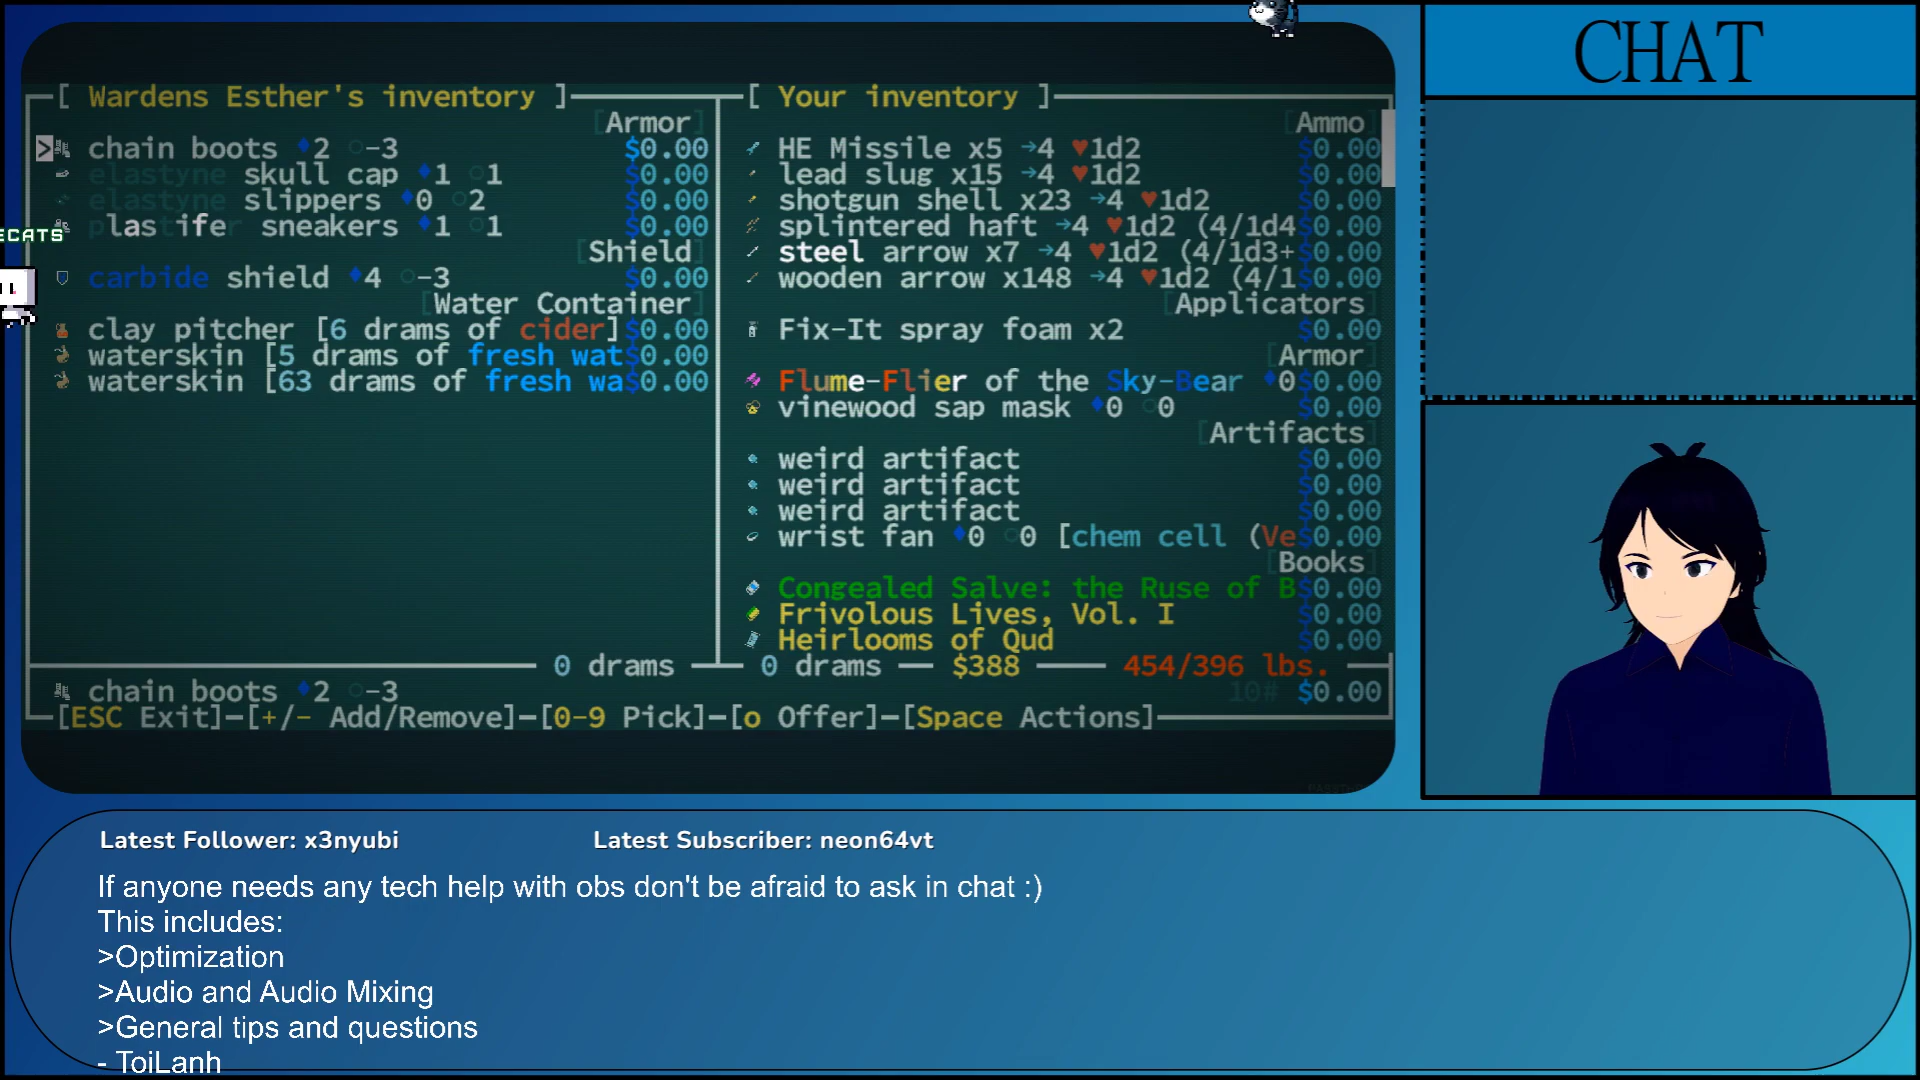 [ Wardens Esther's inventory ]
[Armor]
> chain boots ♦2 ○-3 $0.00
elastyne skull cap ♦1 ○1 $0.00
elastyne slippers ♦0 ○2 $0.00
plastifer sneakers ♦1 ○1 $0.00
[Shield]
carbide shield ♦4 ○-3 $0.00
[Water Container]
clay pitcher [6 drams of cider] $0.00
waterskin [5 drams of fresh wat $0.00
waterskin [63 drams of fresh wa $0.00
0 drams
[ Your inventory ]
[Ammo]
HE Missile x5 →4 ♥1d2 $0.00
lead slug x15 →4 ♥1d2 $0.00
shotgun shell x23 →4 ♥1d2 $0.00
splintered haft →4 ♥1d2 (4/1d4 $0.00
steel arrow x7 →4 ♥1d2 (4/1d3+ $0.00
wooden arrow x148 →4 ♥1d2 (4/1 $0.00
[Applicators]
Fix-It spray foam x2 $0.00
[Armor]
Flume-Flier of the Sky-Bear ♦0 $0.00
vinewood sap mask ♦0 ○0 $0.00
[Artifacts]
weird artifact $0.00
weird artifact $0.00
weird artifact $0.00
wrist fan ♦0 ○0 [chem cell (Ve $0.00
[Books]
Congealed Salve: the Ruse of B $0.00
Frivolous Lives, Vol. I $0.00
Heirlooms of Qud $0.00
0 drams $388 454/396 lbs.
chain boots ♦2 ○-3 10# $0.00
[ESC Exit]-[+/- Add/Remove]-[0-9 Pick]-[o Offer]-[Space Actions]
ECATS
CHAT
Latest Follower: x3nyubi
Latest Subscriber: neon64vt
If anyone needs any tech help with obs don't be afraid to ask in chat :)
This includes:
>Optimization
>Audio and Audio Mixing
>General tips and questions
- ToiLanh